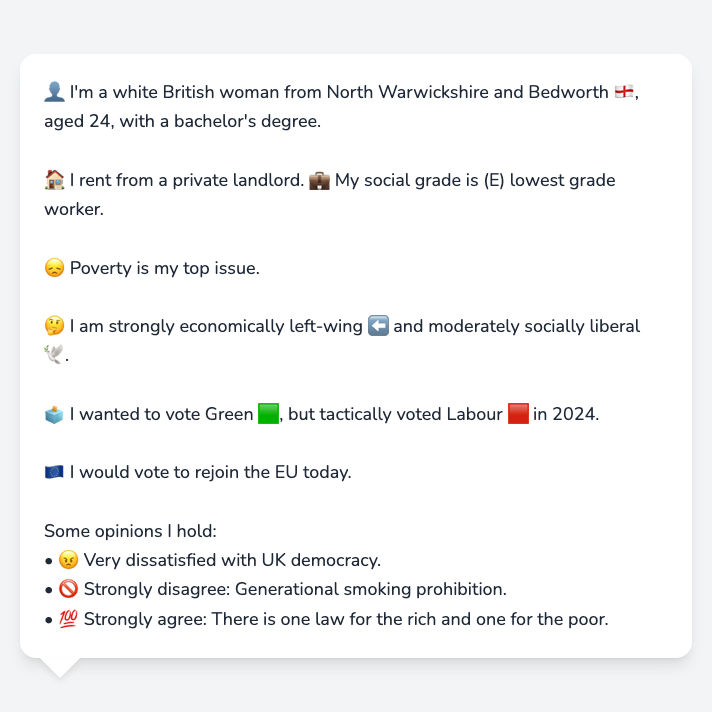 👤 I'm a white British woman from North Warwickshire and Bedworth 🏴󠁧󠁢󠁥󠁮󠁧󠁿,
aged 24, with a bachelor's degree.
🏠 I rent from a private landlord. 💼 My social grade is (E) lowest grade
worker.
😞 Poverty is my top issue.
🤔 I am strongly economically left-wing ⬅️ and moderately socially liberal
🕊️.
🗳️ I wanted to vote Green 🟩, but tactically voted Labour 🟥 in 2024.
🇪🇺 I would vote to rejoin the EU today.
Some opinions I hold:
• 😠 Very dissatisfied with UK democracy.
• 🚫 Strongly disagree: Generational smoking prohibition.
• 💯 Strongly agree: There is one law for the rich and one for the poor.